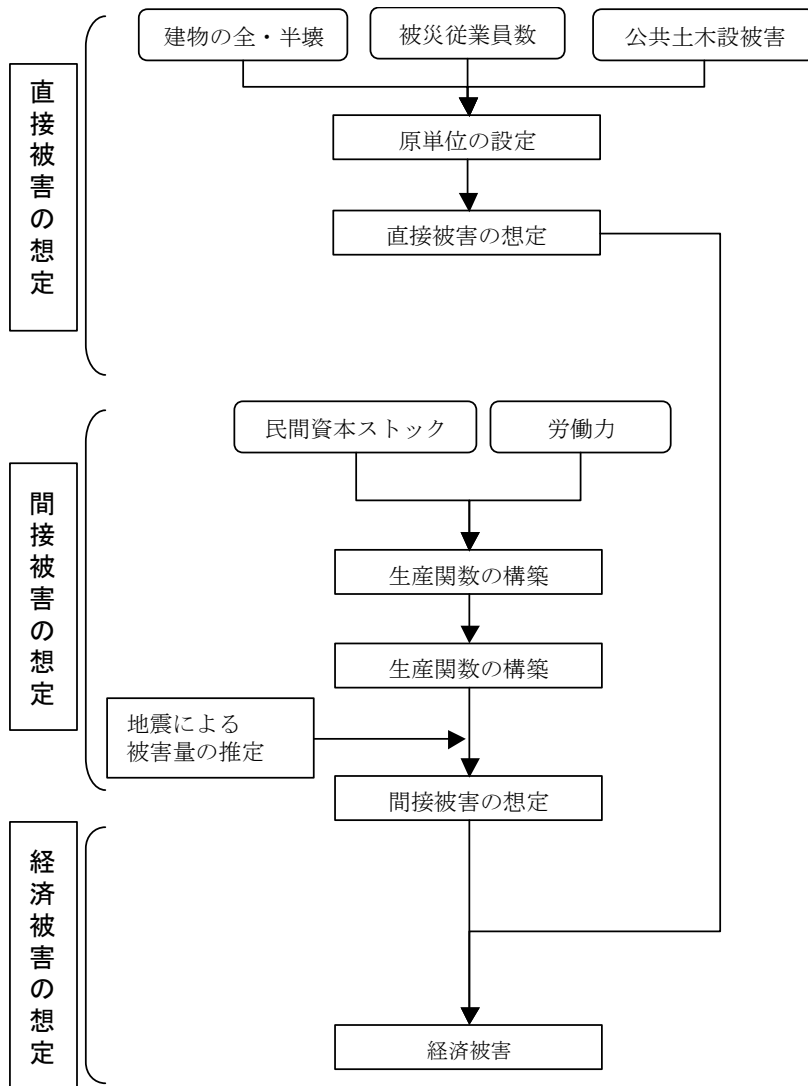 建物の全・半壊
被災従業員数
公共土木設被害
直接被害の想定
原単位の設定
直接被害の想定
民間資本ストック
労働力
間接被害の想定
生産関数の構築
生産関数の構築
地震による
被害量の推定
間接被害の想定
経済被害の想定
経済被害